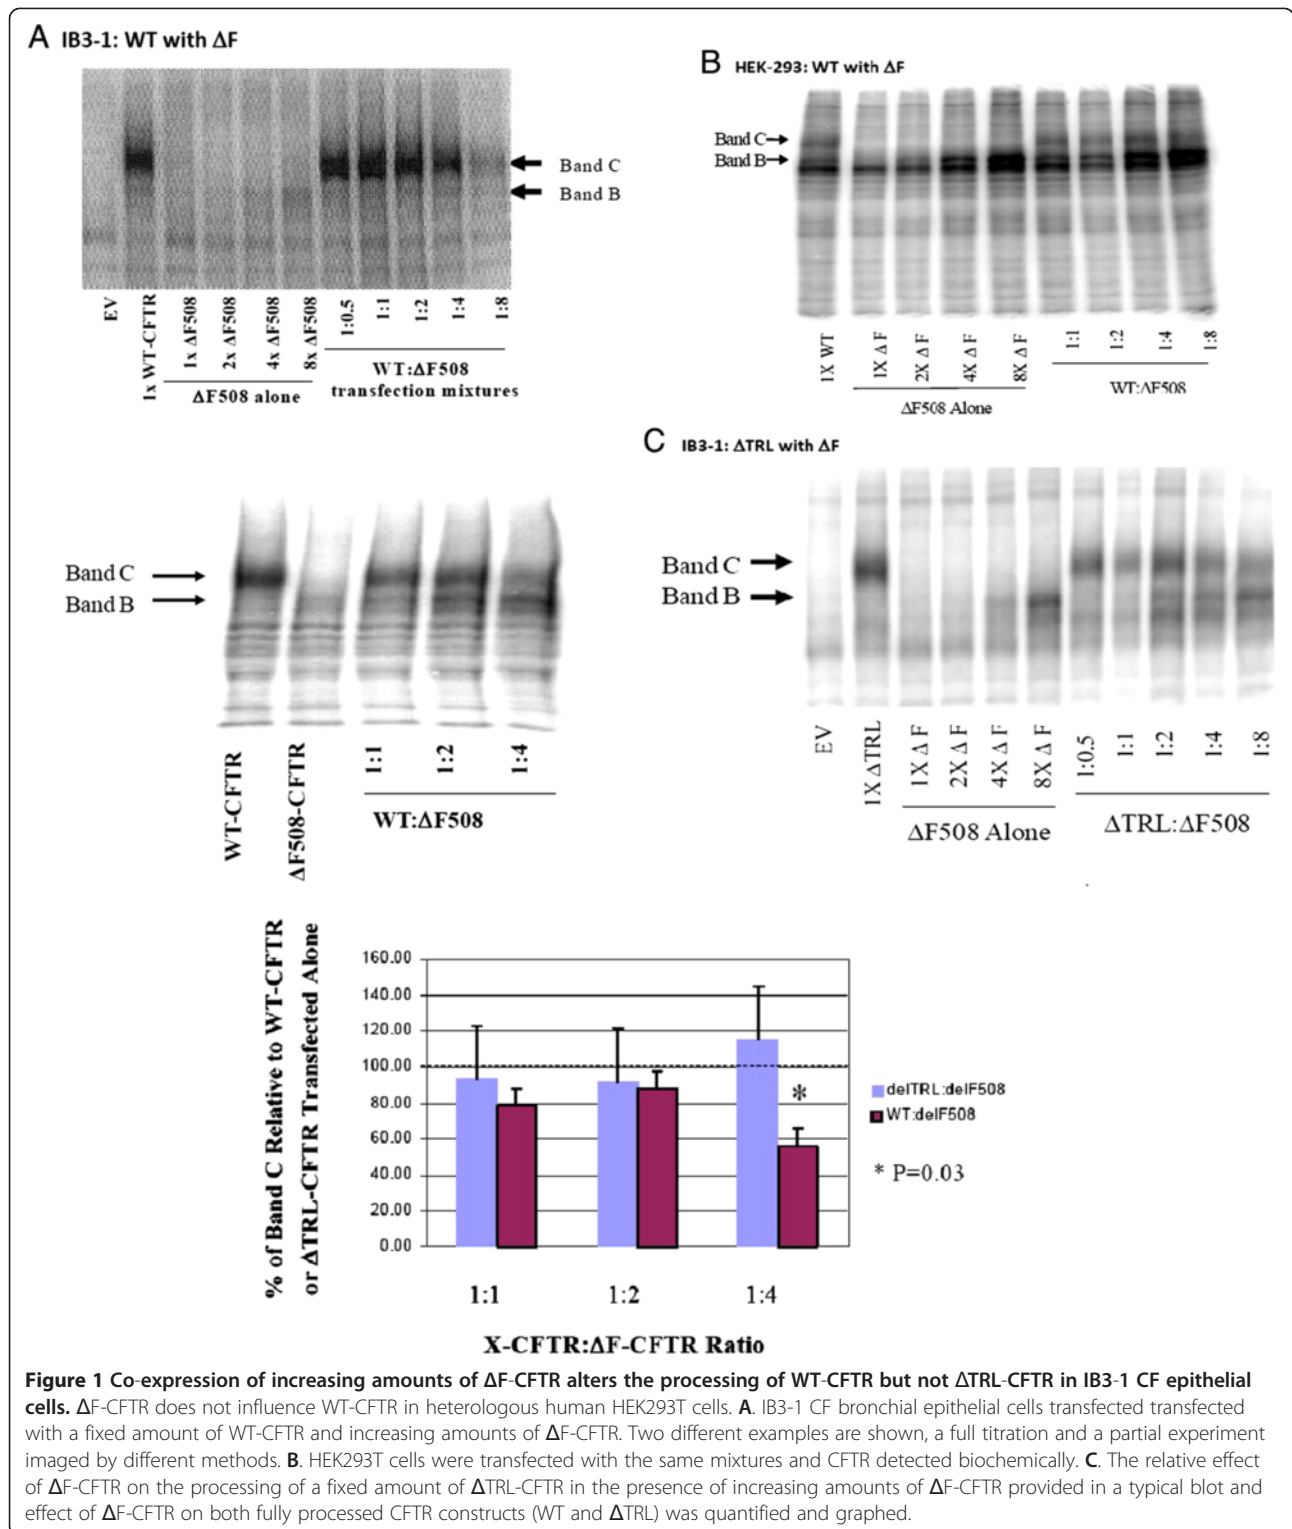 A IB3-1: WT with ΔF
Band C
Band B
EV
1x WT-CFTR
1x ΔF508
2x ΔF508
4x ΔF508
8x ΔF508
1:0.5
1:1
1:2
1:4
1:8
ΔF508 alone
WT:ΔF508
transfection mixtures
B HEK-293: WT with ΔF
Band C
Band B
1X WT
1X Δ F
2X Δ F
4X Δ F
8X Δ F
1:1
1:2
1:4
1:8
ΔF508 Alone
WT:ΔF508
Band C
Band B
WT-CFTR
ΔF508-CFTR
1:1
1:2
1:4
WT:ΔF508
C IB3-1: ΔTRL with ΔF
Band C
Band B
EV
1X ΔTRL
1X Δ F
2X Δ F
4X Δ F
8X Δ F
1:0.5
1:1
1:2
1:4
1:8
ΔF508 Alone
ΔTRL:ΔF508
% of Band C Relative to WT-CFTR
or ΔTRL-CFTR Transfected Alone
160.00
140.00
120.00
100.00
80.00
60.00
40.00
20.00
0.00
*
delTRL:delF508
WT:delF508
* P=0.03
1:1
1:2
1:4
X-CFTR:ΔF-CFTR Ratio
Figure 1 Co-expression of increasing amounts of ΔF-CFTR alters the processing of WT-CFTR but not ΔTRL-CFTR in IB3-1 CF epithelial
cells. ΔF-CFTR does not influence WT-CFTR in heterologous human HEK293T cells. A. IB3-1 CF bronchial epithelial cells transfected transfected
with a fixed amount of WT-CFTR and increasing amounts of ΔF-CFTR. Two different examples are shown, a full titration and a partial experiment
imaged by different methods. B. HEK293T cells were transfected with the same mixtures and CFTR detected biochemically. C. The relative effect
of ΔF-CFTR on the processing of a fixed amount of ΔTRL-CFTR in the presence of increasing amounts of ΔF-CFTR provided in a typical blot and
effect of ΔF-CFTR on both fully processed CFTR constructs (WT and ΔTRL) was quantified and graphed.